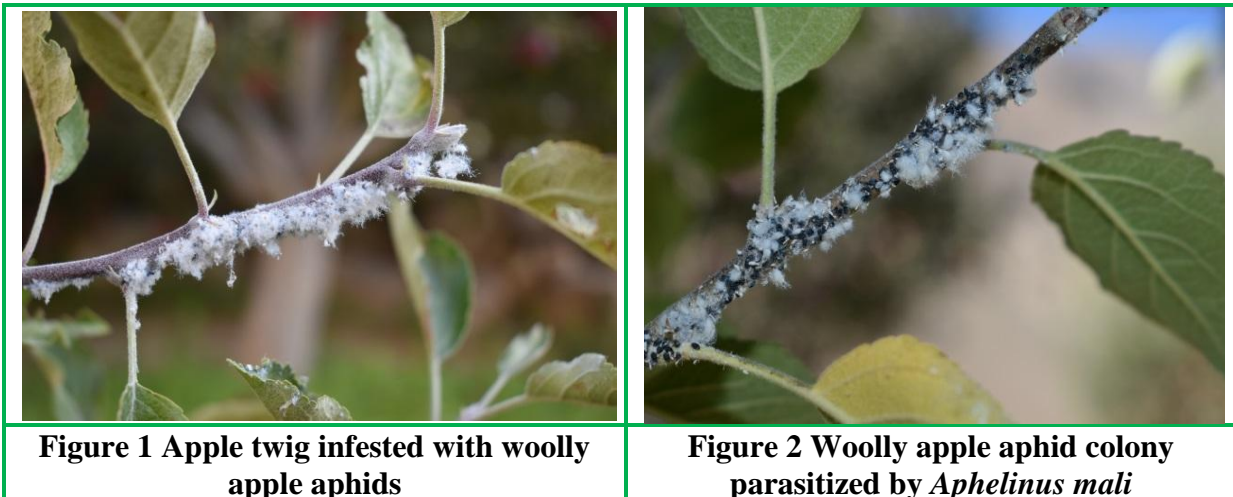 Figure 1 Apple twig infested with woolly
apple aphids
Figure 2 Woolly apple aphid colony
parasitized by Aphelinus mali